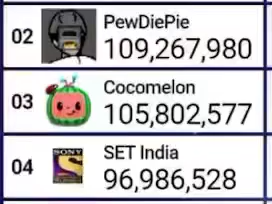 02
PewDiePie
109,267,980
03
Cocomelon
105,802,577
04
SONY
SET India
96,986,528